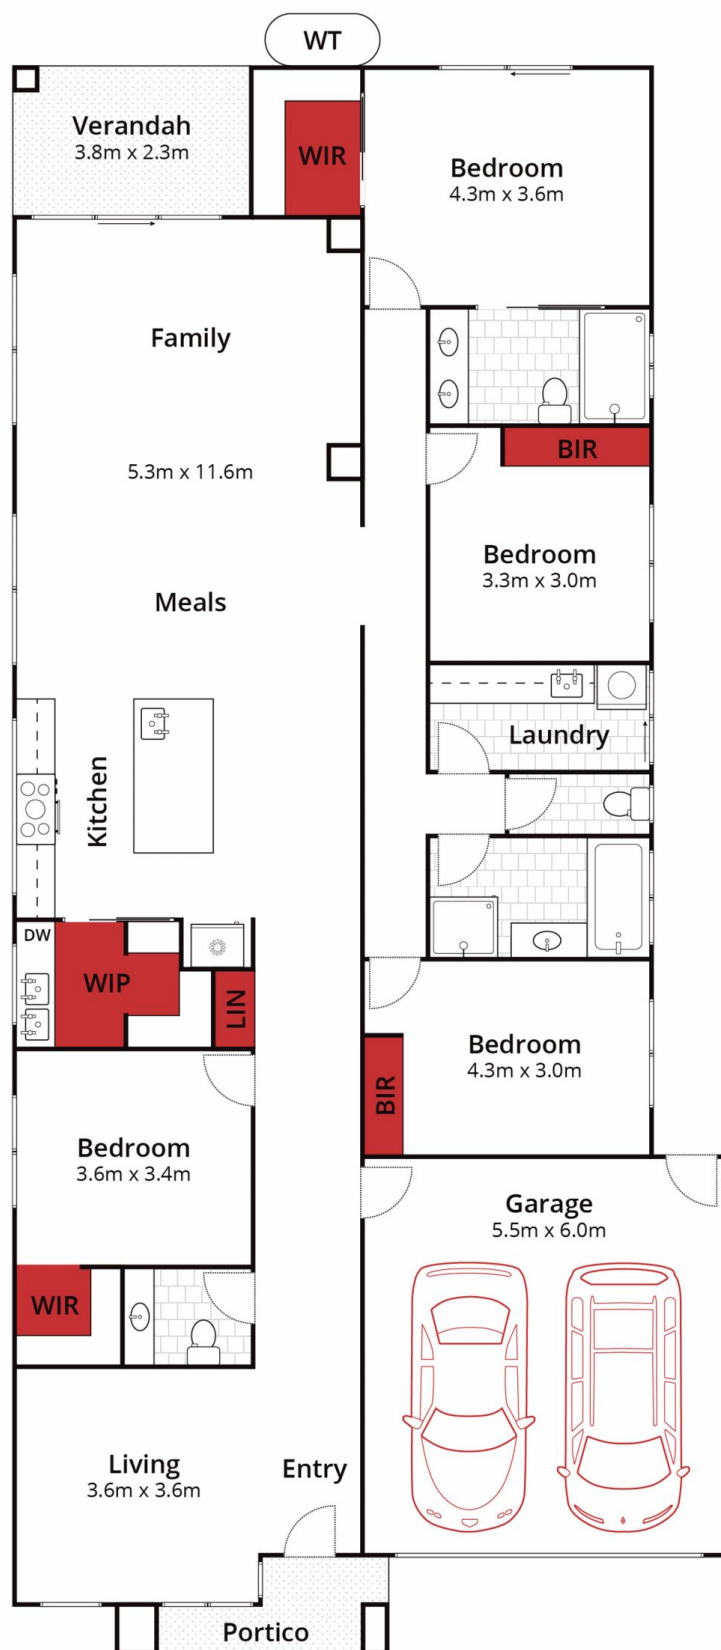 WT
Verandah
3.8m x 2.3m
WIR
Bedroom
4.3m x 3.6m
Family
5.3m x 11.6m
BIR
Bedroom
3.3m x 3.0m
Meals
Laundry
Kitchen
DW
WIP
LIN
Bedroom
4.3m x 3.0m
BIR
Bedroom
3.6m x 3.4m
Garage
5.5m x 6.0m
WIR
Living
3.6m x 3.6m
Entry
Portico